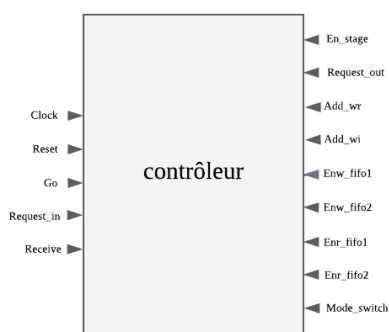 Clock
Reset
Go
Request_in
Receive
contrôleur
En_stage
Request_out
Add_wr
Add_wi
Enw_fifo1
Enw_fifo2
Enr_fifo1
Enr_fifo2
Mode_switch